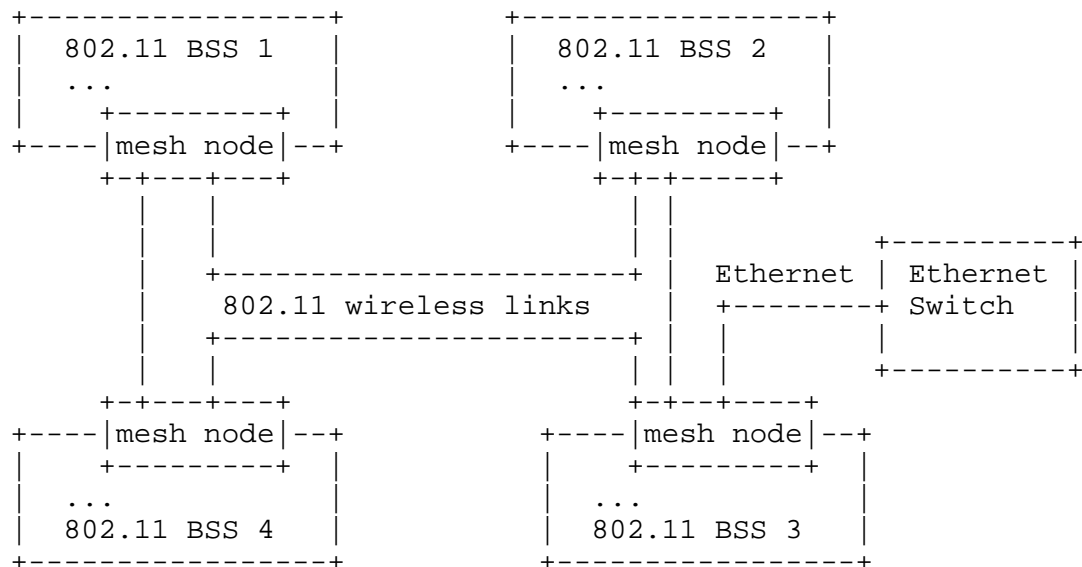 802.11 BSS 1 802.11 BSS 2
... ...
mesh node mesh node
Ethernet Ethernet
802.11 wireless links Switch
mesh node mesh node
... ...
802.11 BSS 4 802.11 BSS 3